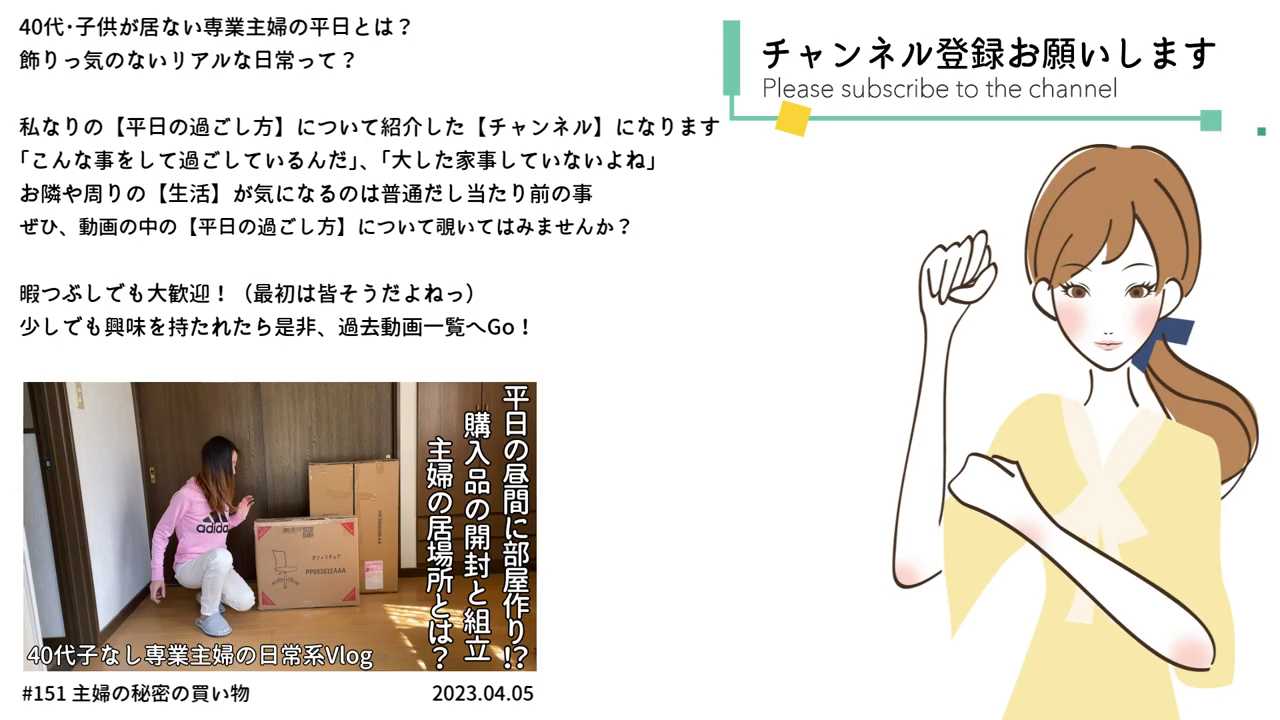 40代･子供が居ない専業主婦の平日とは？
飾りっ気のないリアルな日常って？
私なりの【平日の過ごし方】について紹介した【チャンネル】になります
｢こんな事をして過ごしているんだ｣､｢大した家事していないよね｣
お隣や周りの【生活】が気になるのは普通だし当たり前の事
ぜひ、動画の中の【平日の過ごし方】について覗いてはみませんか？
暇つぶしでも大歓迎！（最初は皆そうだよねっ）
少しでも興味を持たれたら是非、過去動画一覧へGo！
チャンネル登録お願いします
Please subscribe to the channel
平日の昼間に部屋作り!?
購入品の開封と組立
主婦の居場所とは？
adidas
オフィスチェア
PP003632AAA
40代子なし専業主婦の日常系Vlog
#151 主婦の秘密の買い物
2023.04.05